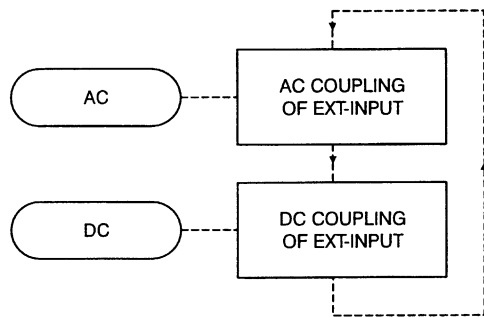 AC
AC COUPLING
OF EXT-INPUT
DC
DC COUPLING
OF EXT-INPUT